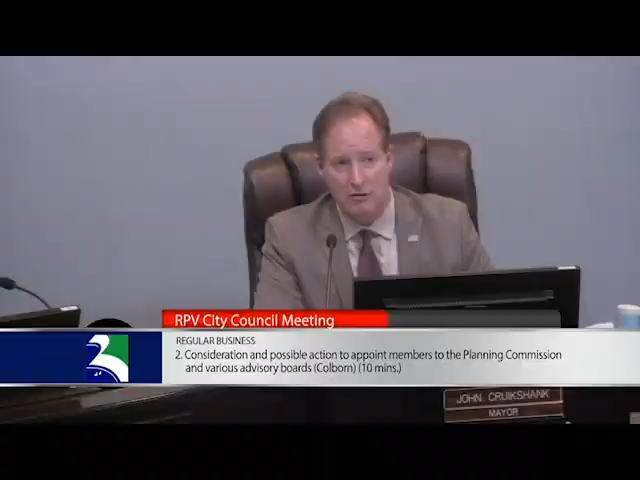 RPV City Council Meeting
REGULAR BUSINESS
2. Consideration and possible action to appoint members to the Planning Commission
and various advisory boards (Colborn) (10 mins.)
JOHN CRUIKSHANK
MAYOR